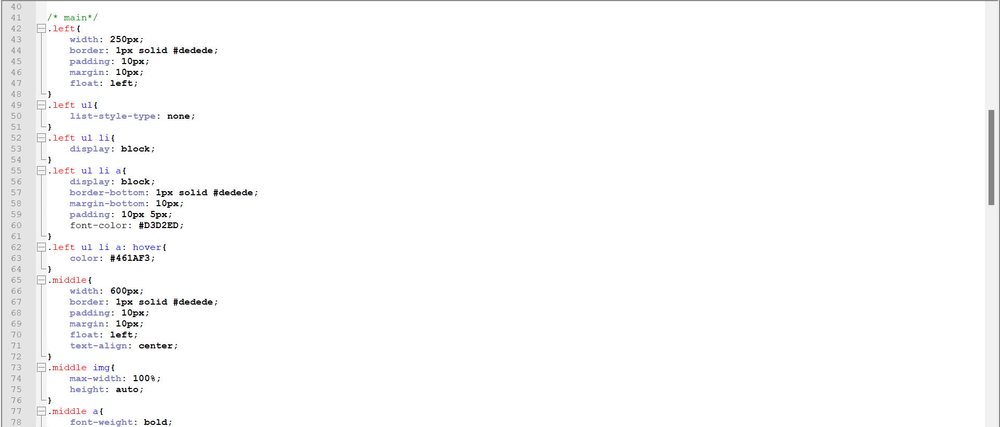 40
41 /* main*/
42 .left{
43 width: 250px;
44 border: 1px solid #dedede;
45 padding: 10px;
46 margin: 10px;
47 float: left;
48 }
49 .left ul{
50 list-style-type: none;
51 }
52 .left ul li{
53 display: block;
54 }
55 .left ul li a{
56 display: block;
57 border-bottom: 1px solid #dedede;
58 margin-bottom: 10px;
59 padding: 10px 5px;
60 font-color: #D3D2ED;
61 }
62 .left ul li a: hover{
63 color: #461AF3;
64 }
65 .middle{
66 width: 600px;
67 border: 1px solid #dedede;
68 padding: 10px;
69 margin: 10px;
70 float: left;
71 text-align: center;
72 }
73 .middle img{
74 max-width: 100%;
75 height: auto;
76 }
77 .middle a{
78 font-weight: bold;